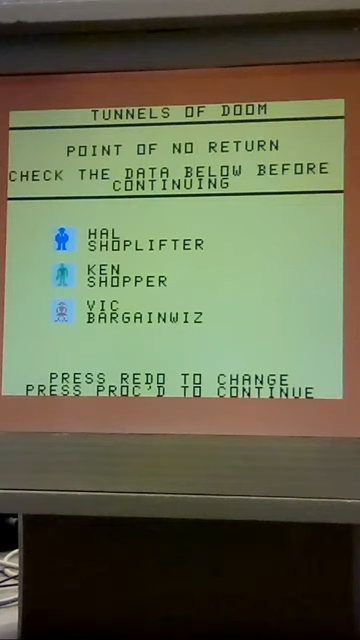 TUNNELS OF DOOM
POINT OF NO RETURN
CHECK THE DATA BELOW BEFORE
CONTINUING
HAL
SHOPLIFTER
KEN
SHOPPER
VIC
BARGAINWIZ
PRESS REDO TO CHANGE
PRESS PROC'D TO CONTINUE